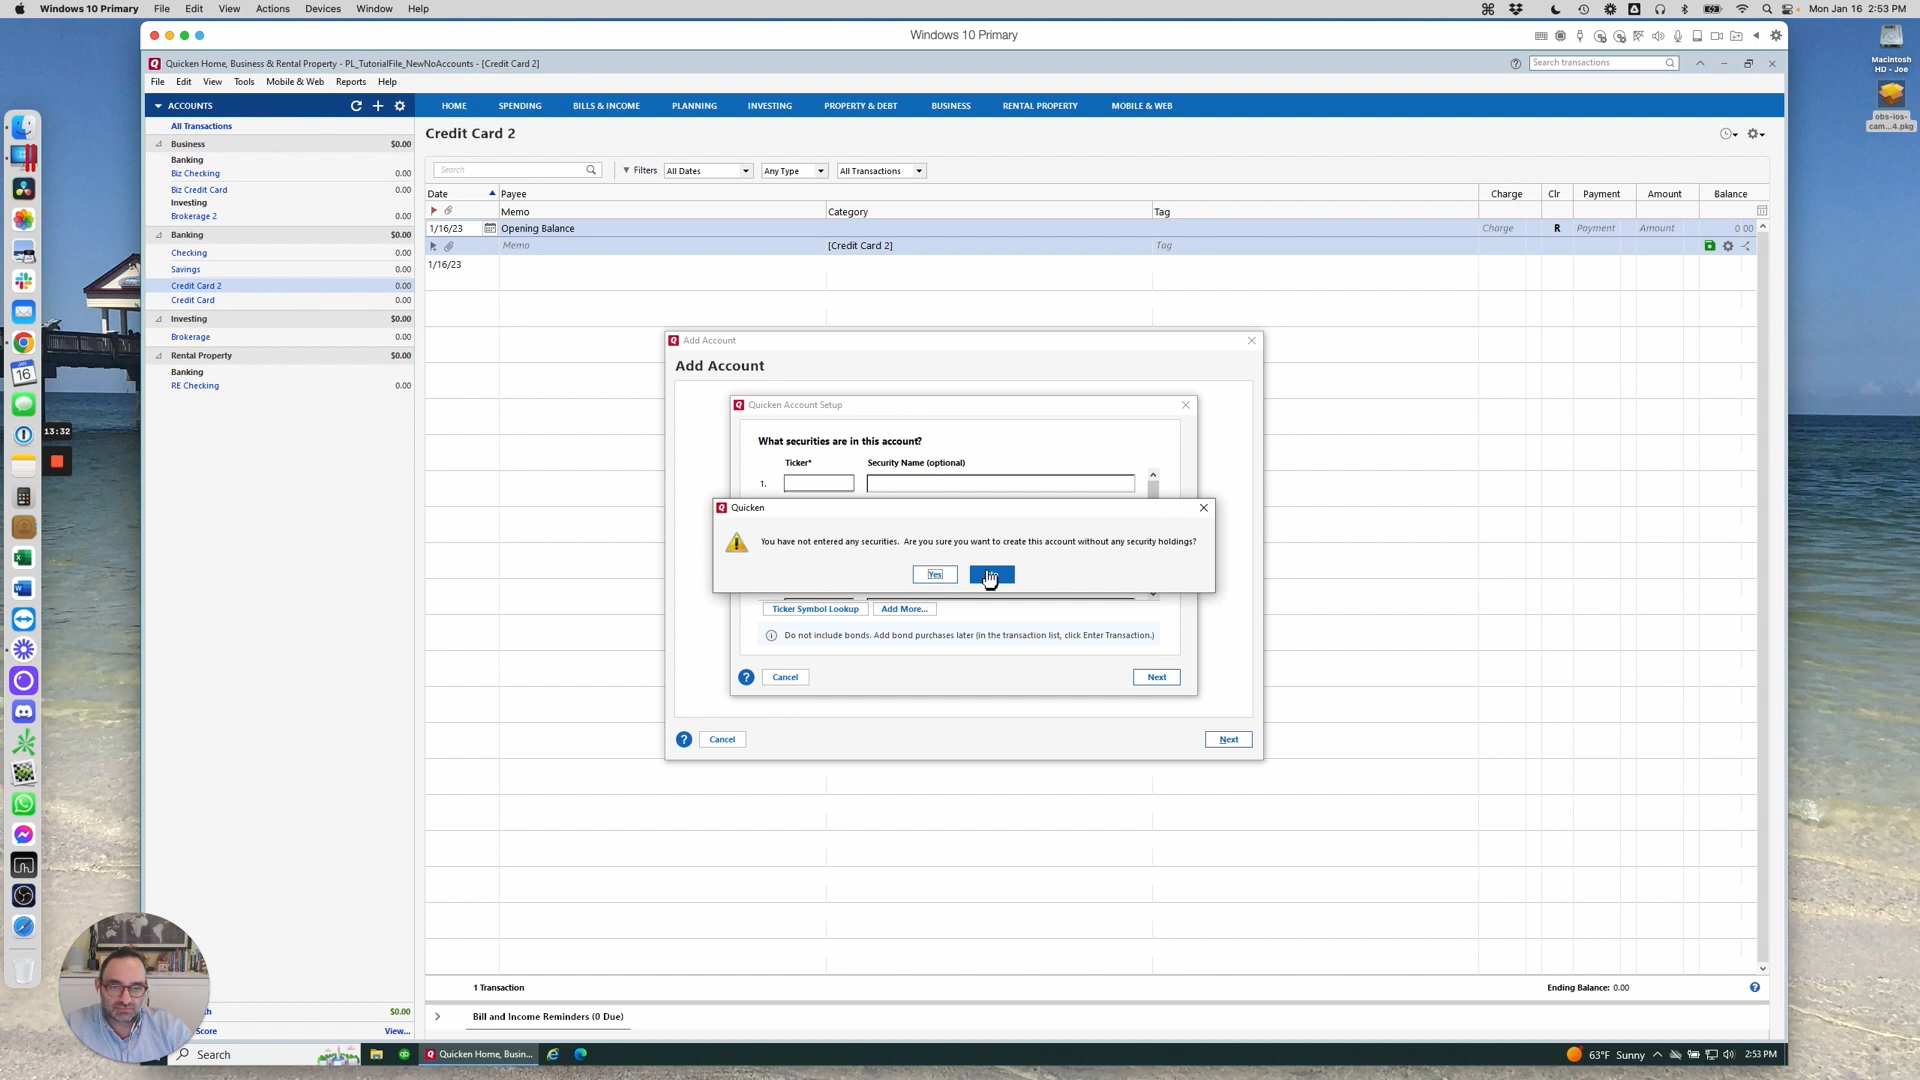 Windows 10 Primary File Edit View Actions Devices Window Help Mon Jan 16 2:53 PM
Windows 10 Primary
Macintosh HD - Joe
obs-ios-cam...4.pkg
Quicken Home, Business & Rental Property - PL_TutorialFile_NewNoAccounts - [Credit Card 2] Search transactions
File Edit View Tools Mobile & Web Reports Help
ACCOUNTS
HOME SPENDING BILLS & INCOME PLANNING INVESTING PROPERTY & DEBT BUSINESS RENTAL PROPERTY MOBILE & WEB
All Transactions
Business $0.00
Banking
Biz Checking 0.00
Biz Credit Card 0.00
Investing
Brokerage 2 0.00
Banking $0.00
Checking 0.00
Savings 0.00
Credit Card 2 0.00
Credit Card 0.00
Investing $0.00
Brokerage 0.00
Rental Property $0.00
Banking
RE Checking 0.00
Credit Card 2
Search Filters All Dates Any Type All Transactions
Date Payee Charge Clr Payment Amount Balance
Memo Category Tag
1/16/23 Opening Balance Charge R Payment Amount 0 00
Memo [Credit Card 2] Tag
1/16/23
JAN
16
13:32
Add Account
Add Account
Quicken Account Setup
What securities are in this account?
Ticker* Security Name (optional)
1.
Quicken
You have not entered any securities. Are you sure you want to create this account without any security holdings?
Yes
Ticker Symbol Lookup Add More...
Do not include bonds. Add bond purchases later (in the transaction list, click Enter Transaction.)
? Cancel Next
? Cancel Next
1 Transaction Ending Balance: 0.00
$0.00
Score View...
Bill and Income Reminders (0 Due)
Search Quicken Home, Busin... 63°F Sunny 2:53 PM